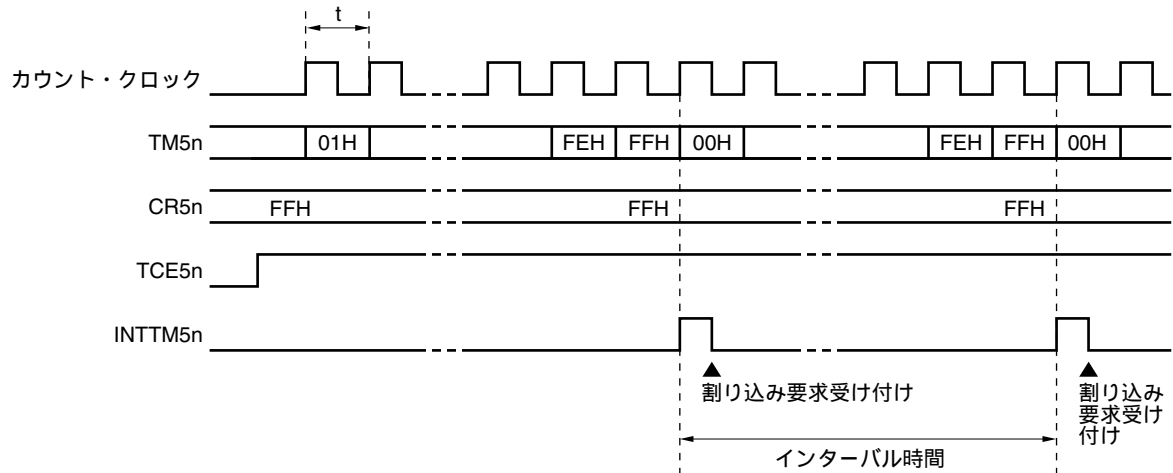 t
カウント・クロック
TM5n
01H
FEH
FFH
00H
FEH
FFH
00H
CR5n
FFH
FFH
FFH
TCE5n
INTTM5n
割り込み要求受け付け
割り込み
要求受け
付け
インターバル時間